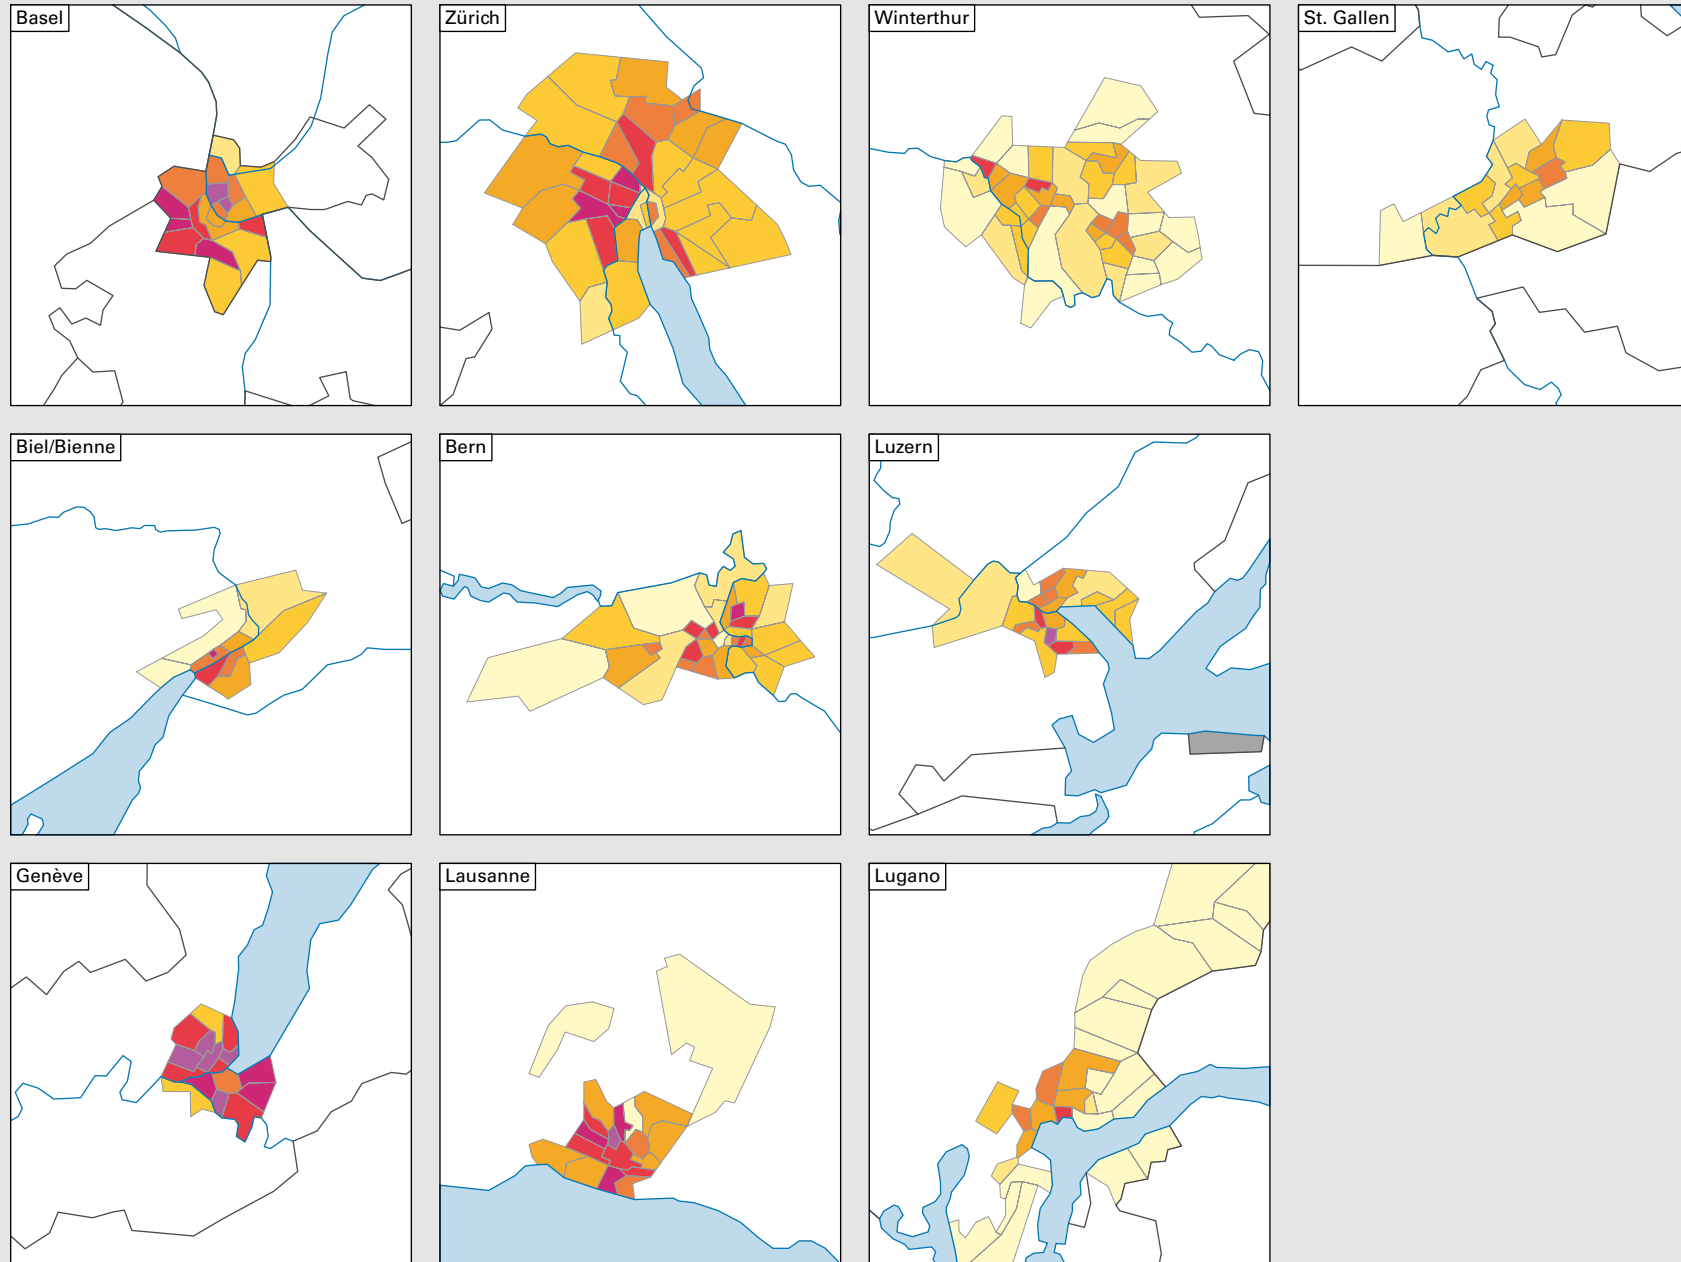 Basel
Zürich
Winterthur
St. Gallen
Biel/Bienne
Bern
Luzern
Genève
Lausanne
Lugano